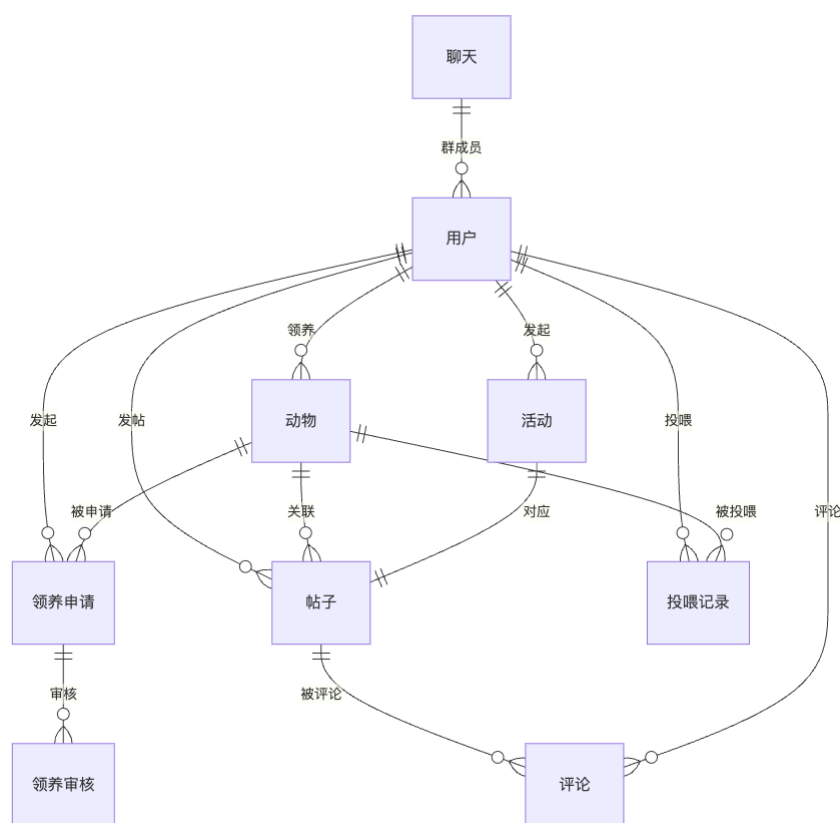 聊天
群成员
用户
领养
发起
发起
发帖
动物
活动
投喂
被申请
关联
对应
被投喂
评论
领养申请
帖子
投喂记录
审核
被评论
领养审核
评论